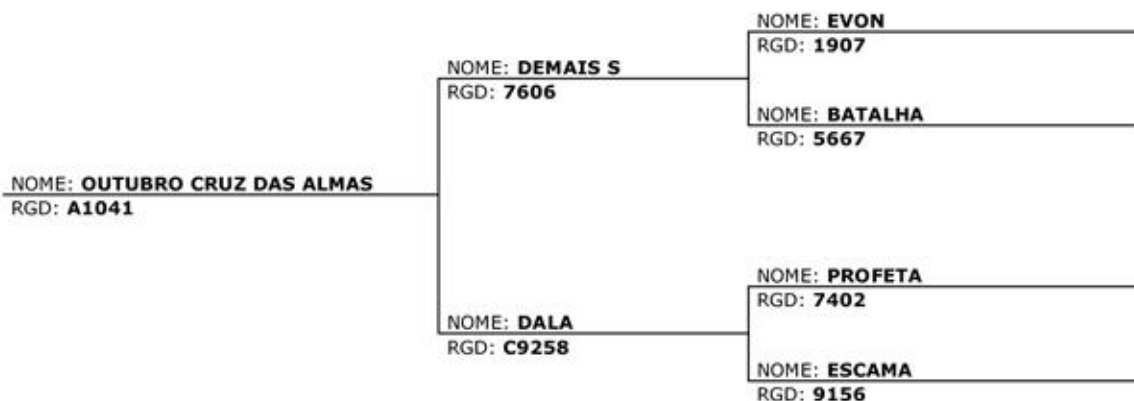 NOME: EVON
RGD: 1907
NOME: DEMAIS S
RGD: 7606
NOME: BATALHA
RGD: 5667
NOME: OUTUBRO CRUZ DAS ALMAS
RGD: A1041
NOME: PROFETA
RGD: 7402
NOME: DALA
RGD: C9258
NOME: ESCAMA
RGD: 9156